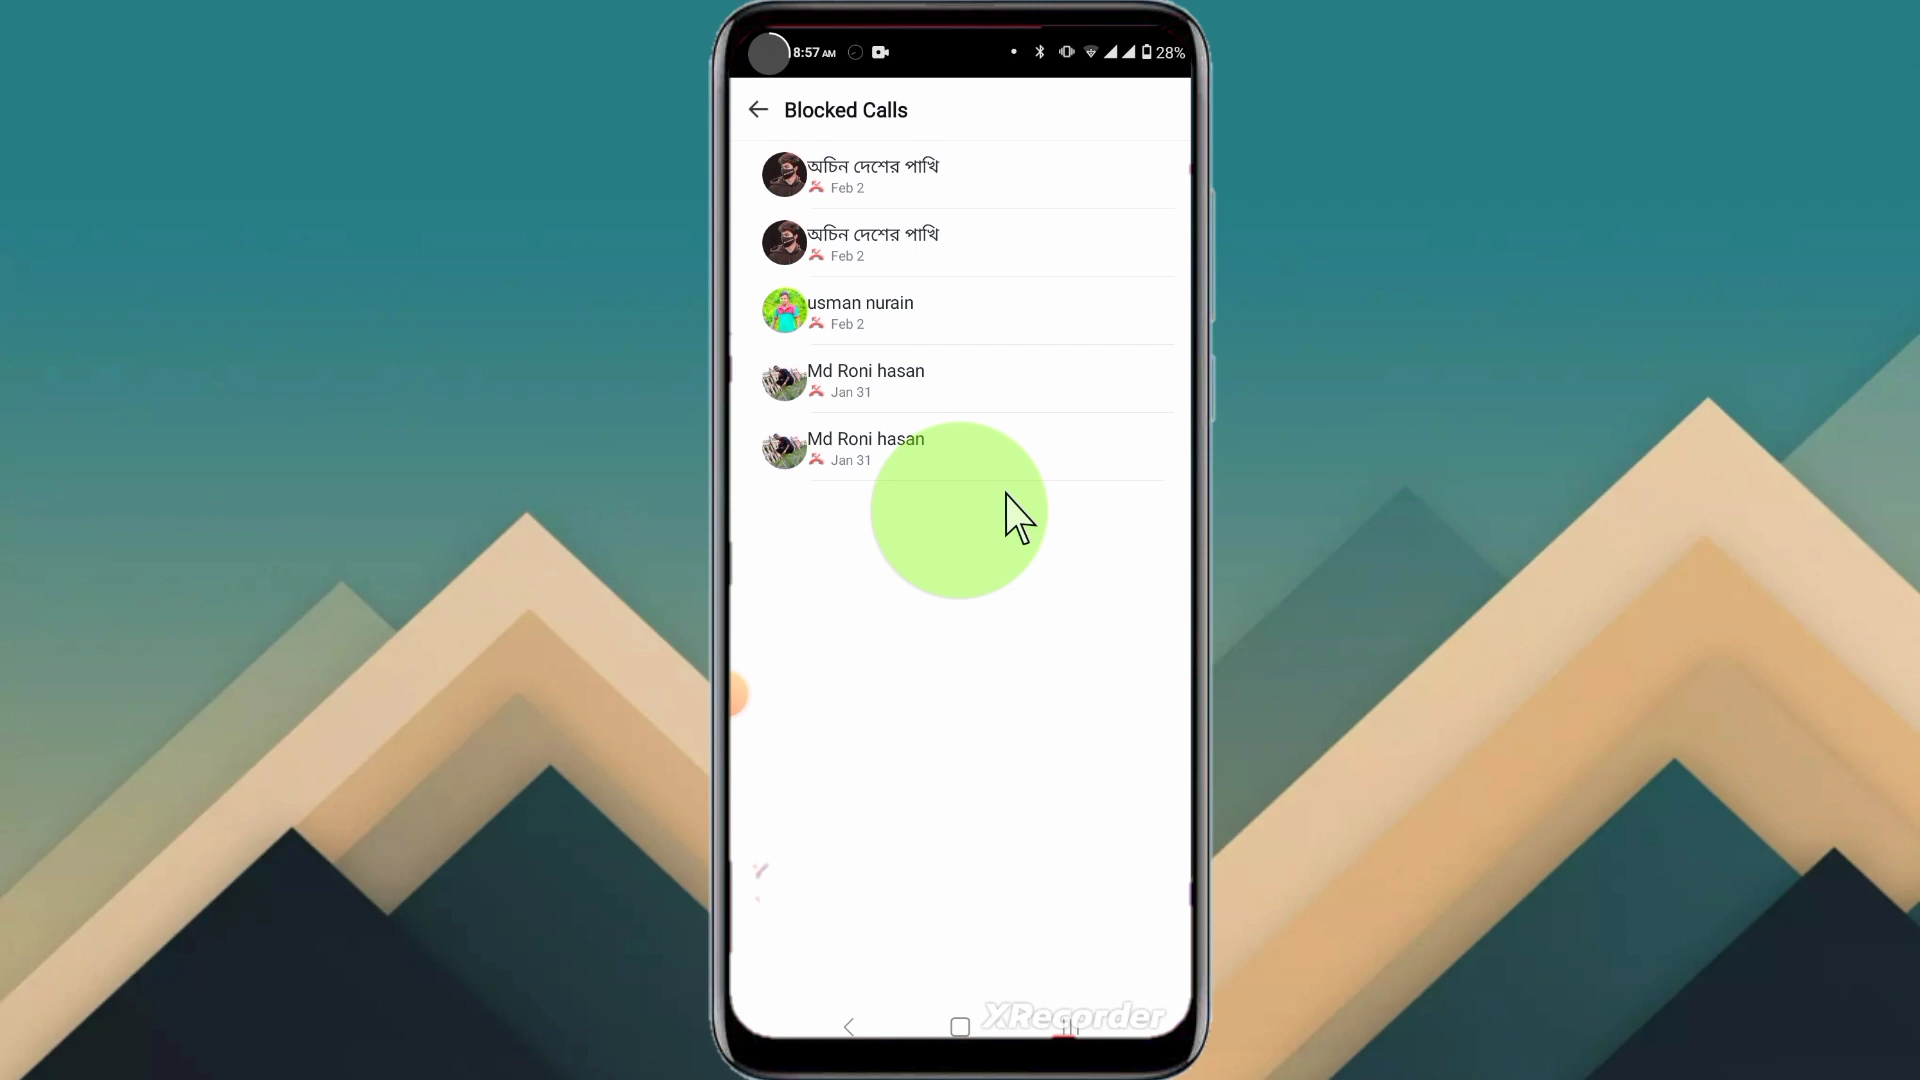 8:57 AM
28%
Blocked Calls
অচিন দেশের পাখি
Feb 2
অচিন দেশের পাখি
Feb 2
usman nurain
Feb 2
Md Roni hasan
Jan 31
Md Roni hasan
Jan 31
XRecorder